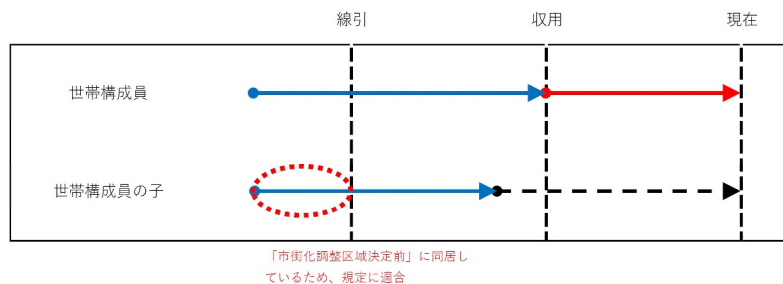 線引 収用 現在
世帯構成員
世帯構成員の子
「市街化調整区域決定前」に同居し
ているため、規定に適合